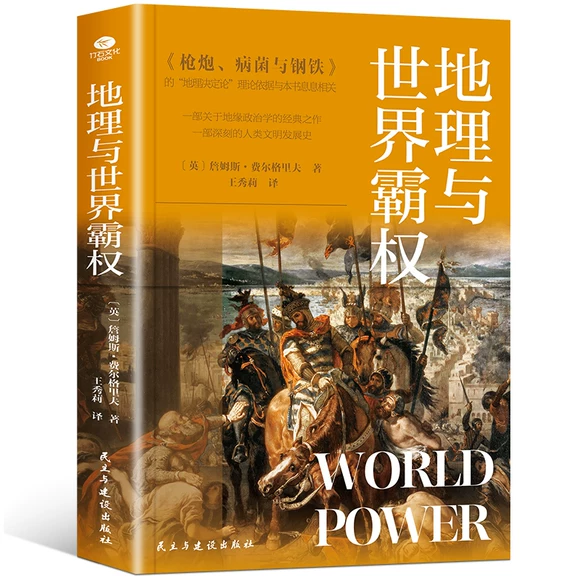 竹石文化
BOOK
地理与世界霸权
〔英〕詹姆斯·费尔格里夫 著
王秀莉 译
民主与建设出版社
《枪炮、病菌与钢铁》
的“地理决定论”理论依据与本书息息相关
一部关于地缘政治学的经典之作
一部深刻的人类文明发展史
〔英〕詹姆斯·费尔格里夫 著
王秀莉 译
地理与
世界霸权
WORLD
POWER
民主与建设出版社